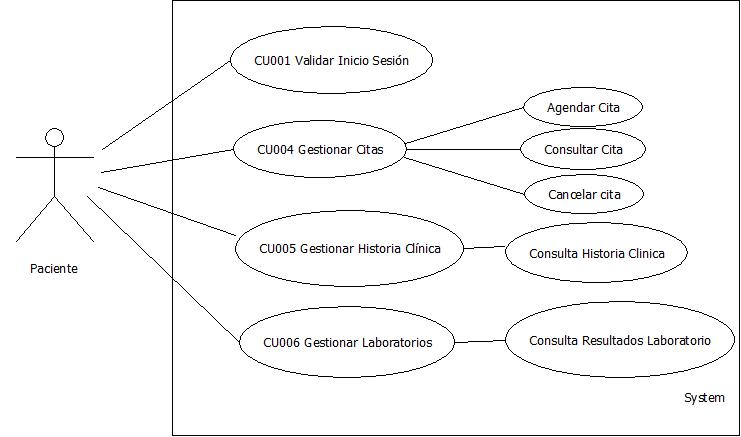 CU001 Validar Inicio Sesión
Agendar Cita
CU004 Gestionar Citas
Consultar Cita
Cancelar cita
CU005 Gestionar Historia Clínica
Consulta Historia Clinica
Paciente
CU006 Gestionar Laboratorios
Consulta Resultados Laboratorio
System